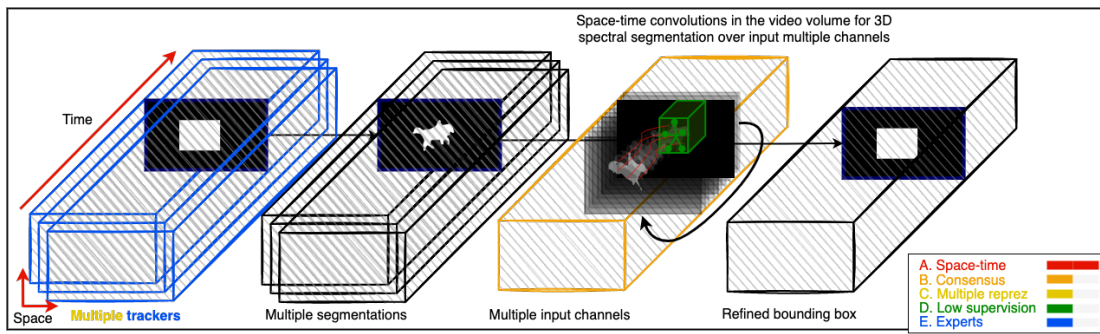 Space-time convolutions in the video volume for 3D
spectral segmentation over input multiple channels
Time
Space
Multiple trackers
Multiple segmentations
Multiple input channels
Refined bounding box
A. Space-time
B. Consensus
C. Multiple reprez
D. Low supervision
E. Experts